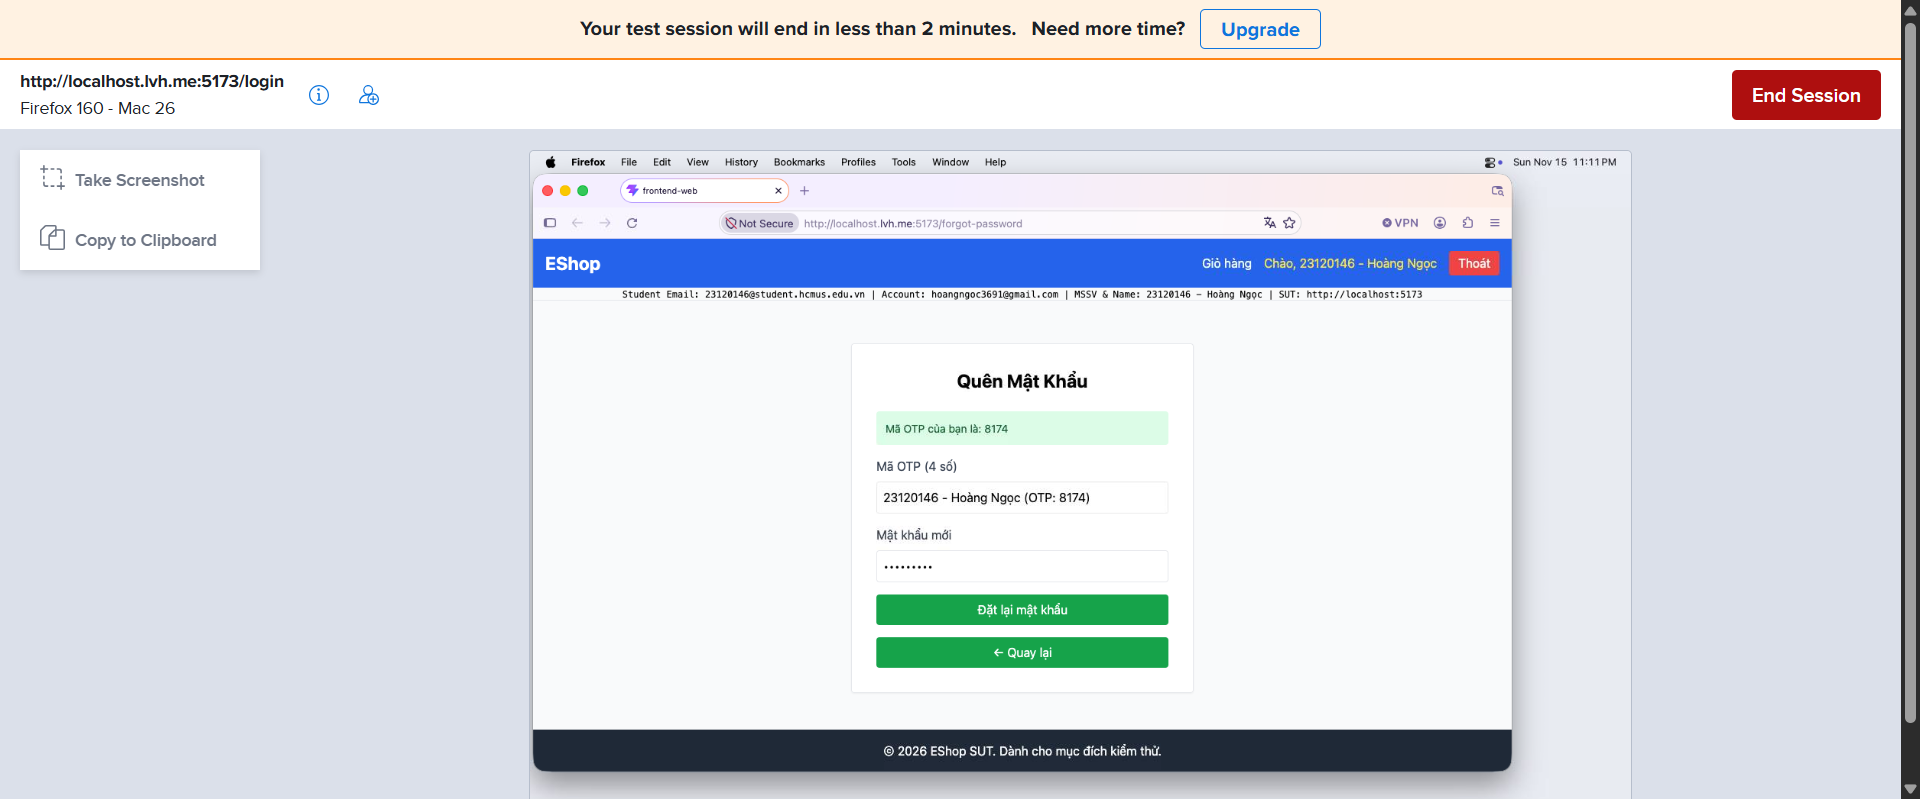 Your test session will end in less than 2 minutes. Need more time? Upgrade
http://localhost.lvh.me:5173/login
Firefox 160 - Mac 26
End Session
Take Screenshot
Copy to Clipboard
Firefox File Edit View History Bookmarks Profiles Tools Window Help Sun Nov 15 11:11 PM
frontend-web
Not Secure http://localhost.lvh.me:5173/forgot-password VPN
EShop Giỏ hàng Chào, 23120146 - Hoàng Ngọc Thoát
Student Email: 23120146@student.hcmus.edu.vn | Account: hoangngoc3691@gmail.com | MSSV & Name: 23120146 - Hoàng Ngọc | SUT: http://localhost:5173
Quên Mật Khẩu
Mã OTP của bạn là: 8174
Mã OTP (4 số)
23120146 - Hoàng Ngọc (OTP: 8174)
Mật khẩu mới
•••••••••
Đặt lại mật khẩu
← Quay lại
© 2026 EShop SUT. Dành cho mục đích kiểm thử.